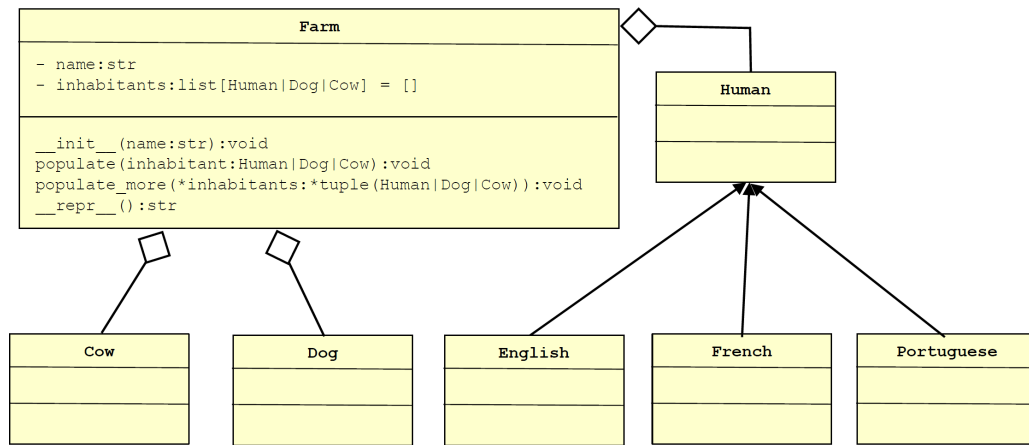 Farm
- name:str
- inhabitants:list[Human|Dog|Cow] = []
__init__(name:str):void
populate(inhabitant:Human|Dog|Cow):void
populate_more(*inhabitants:*tuple(Human|Dog|Cow)):void
__repr__():str
Human
Cow
Dog
English
French
Portuguese